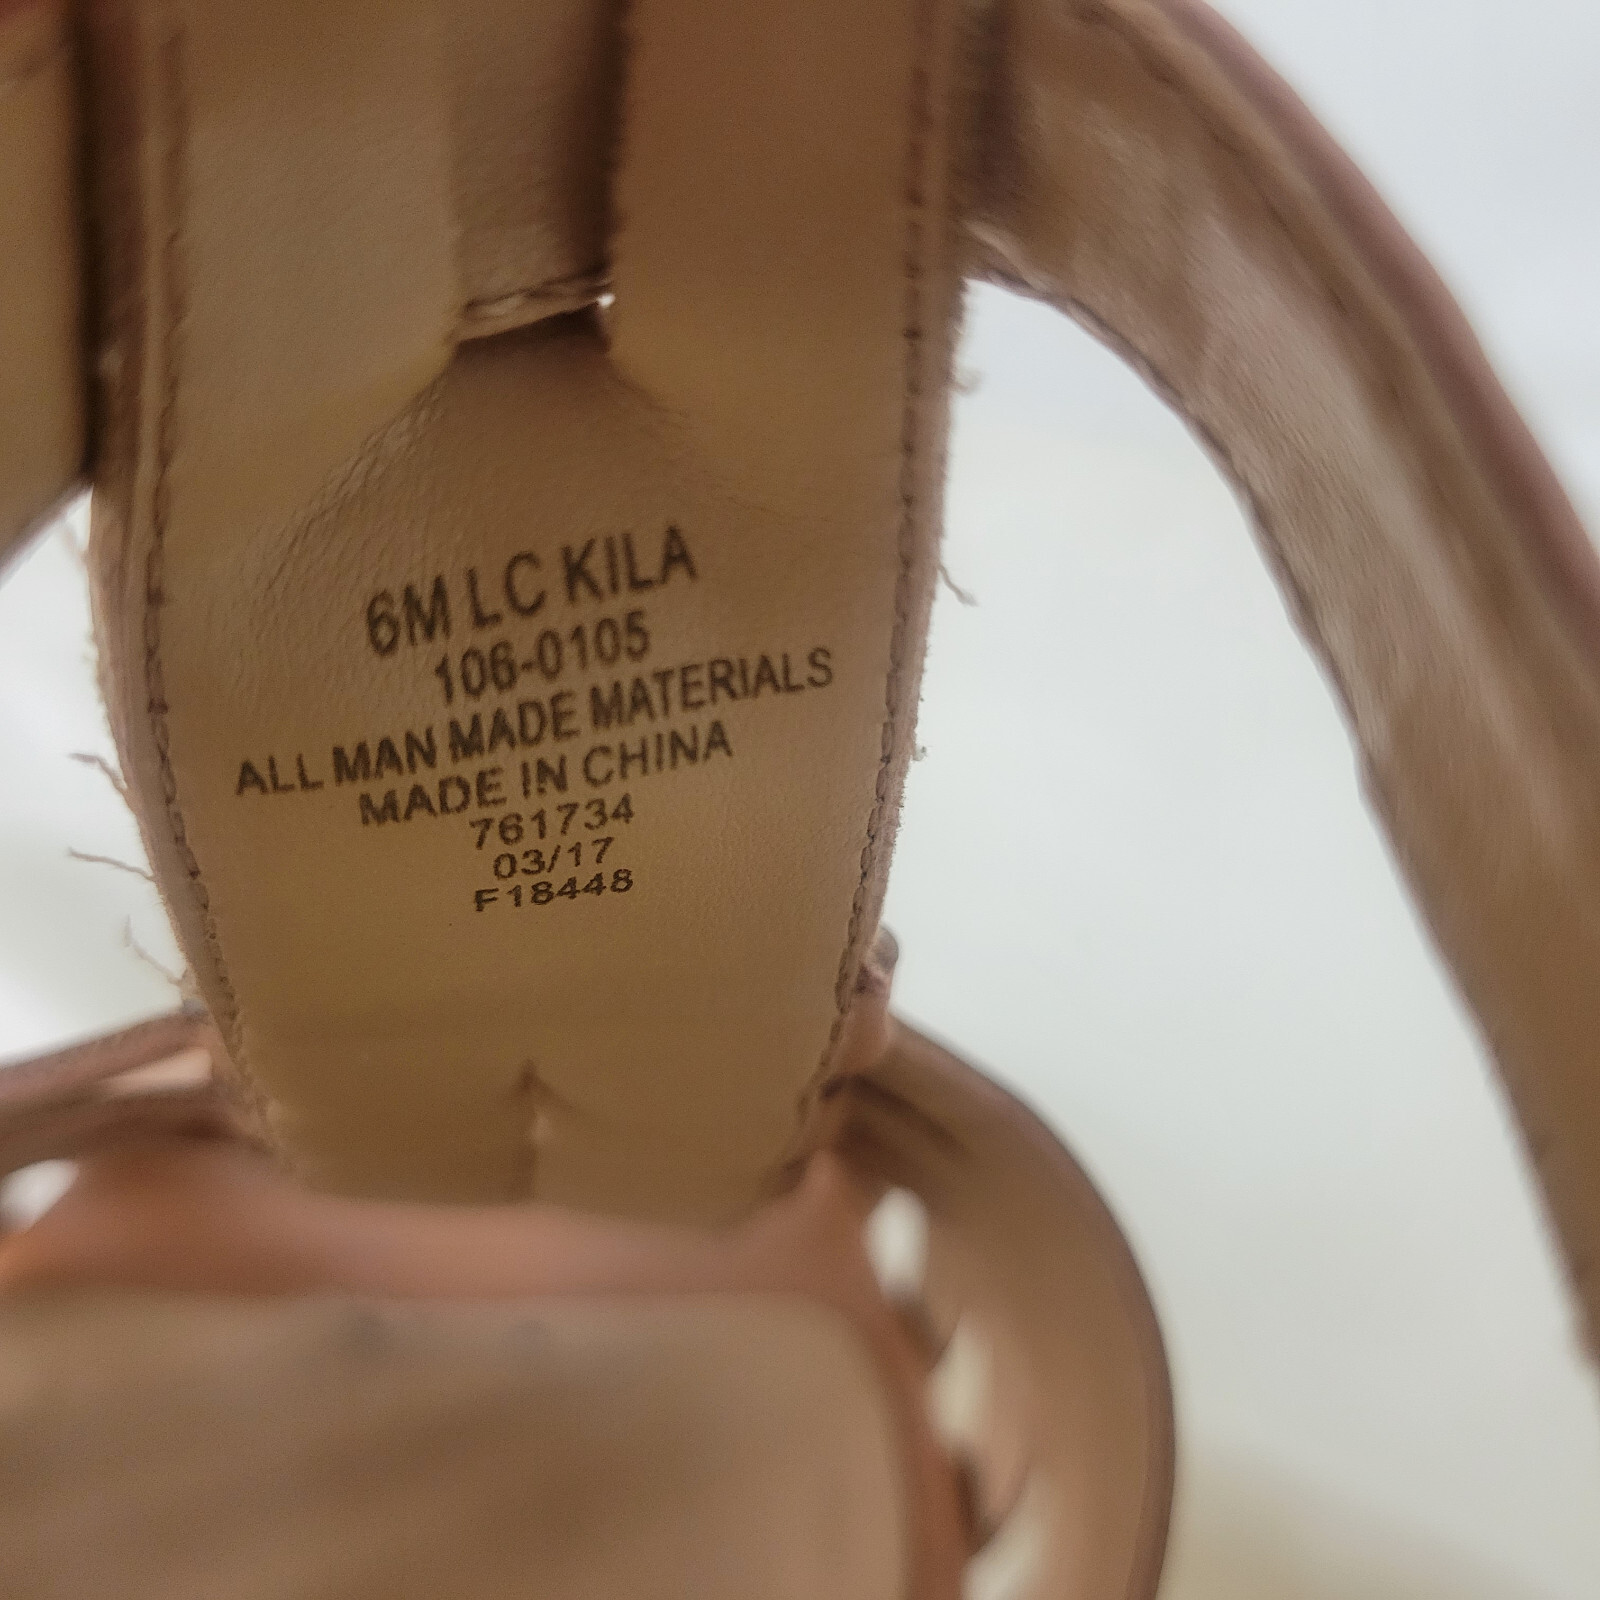 6M LC KILA
106-0105
ALL MAN MADE MATERIALS
MADE IN CHINA
761734
03/17
F18448